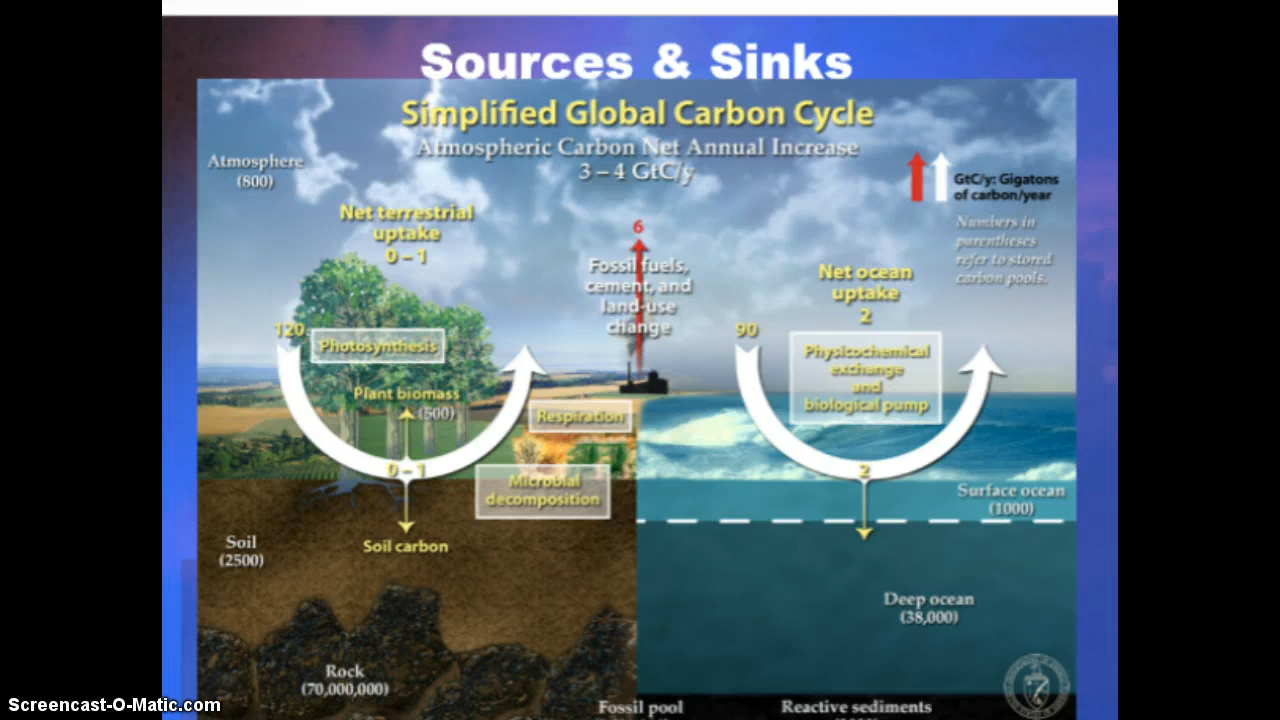 Sources & Sinks
Simplified Global Carbon Cycle
Atmospheric Carbon Net Annual Increase
3 – 4 GtC/y
Atmosphere
(800)
GtC/y: Gigatons
of carbon/year
Numbers in
parentheses
refer to stored
carbon pools.
Net terrestrial
uptake
0 – 1
6
Fossil fuels,
cement, and
land-use
change
Net ocean
uptake
2
120
Photosynthesis
Plant biomass
(500)
Respiration
0 – 1
Microbial
decomposition
90
Physicochemical
exchange
and
biological pump
2
Surface ocean
(1000)
Soil
(2500)
Soil carbon
Deep ocean
(38,000)
Rock
(70,000,000)
Fossil pool
Reactive sediments
Screencast-O-Matic.com